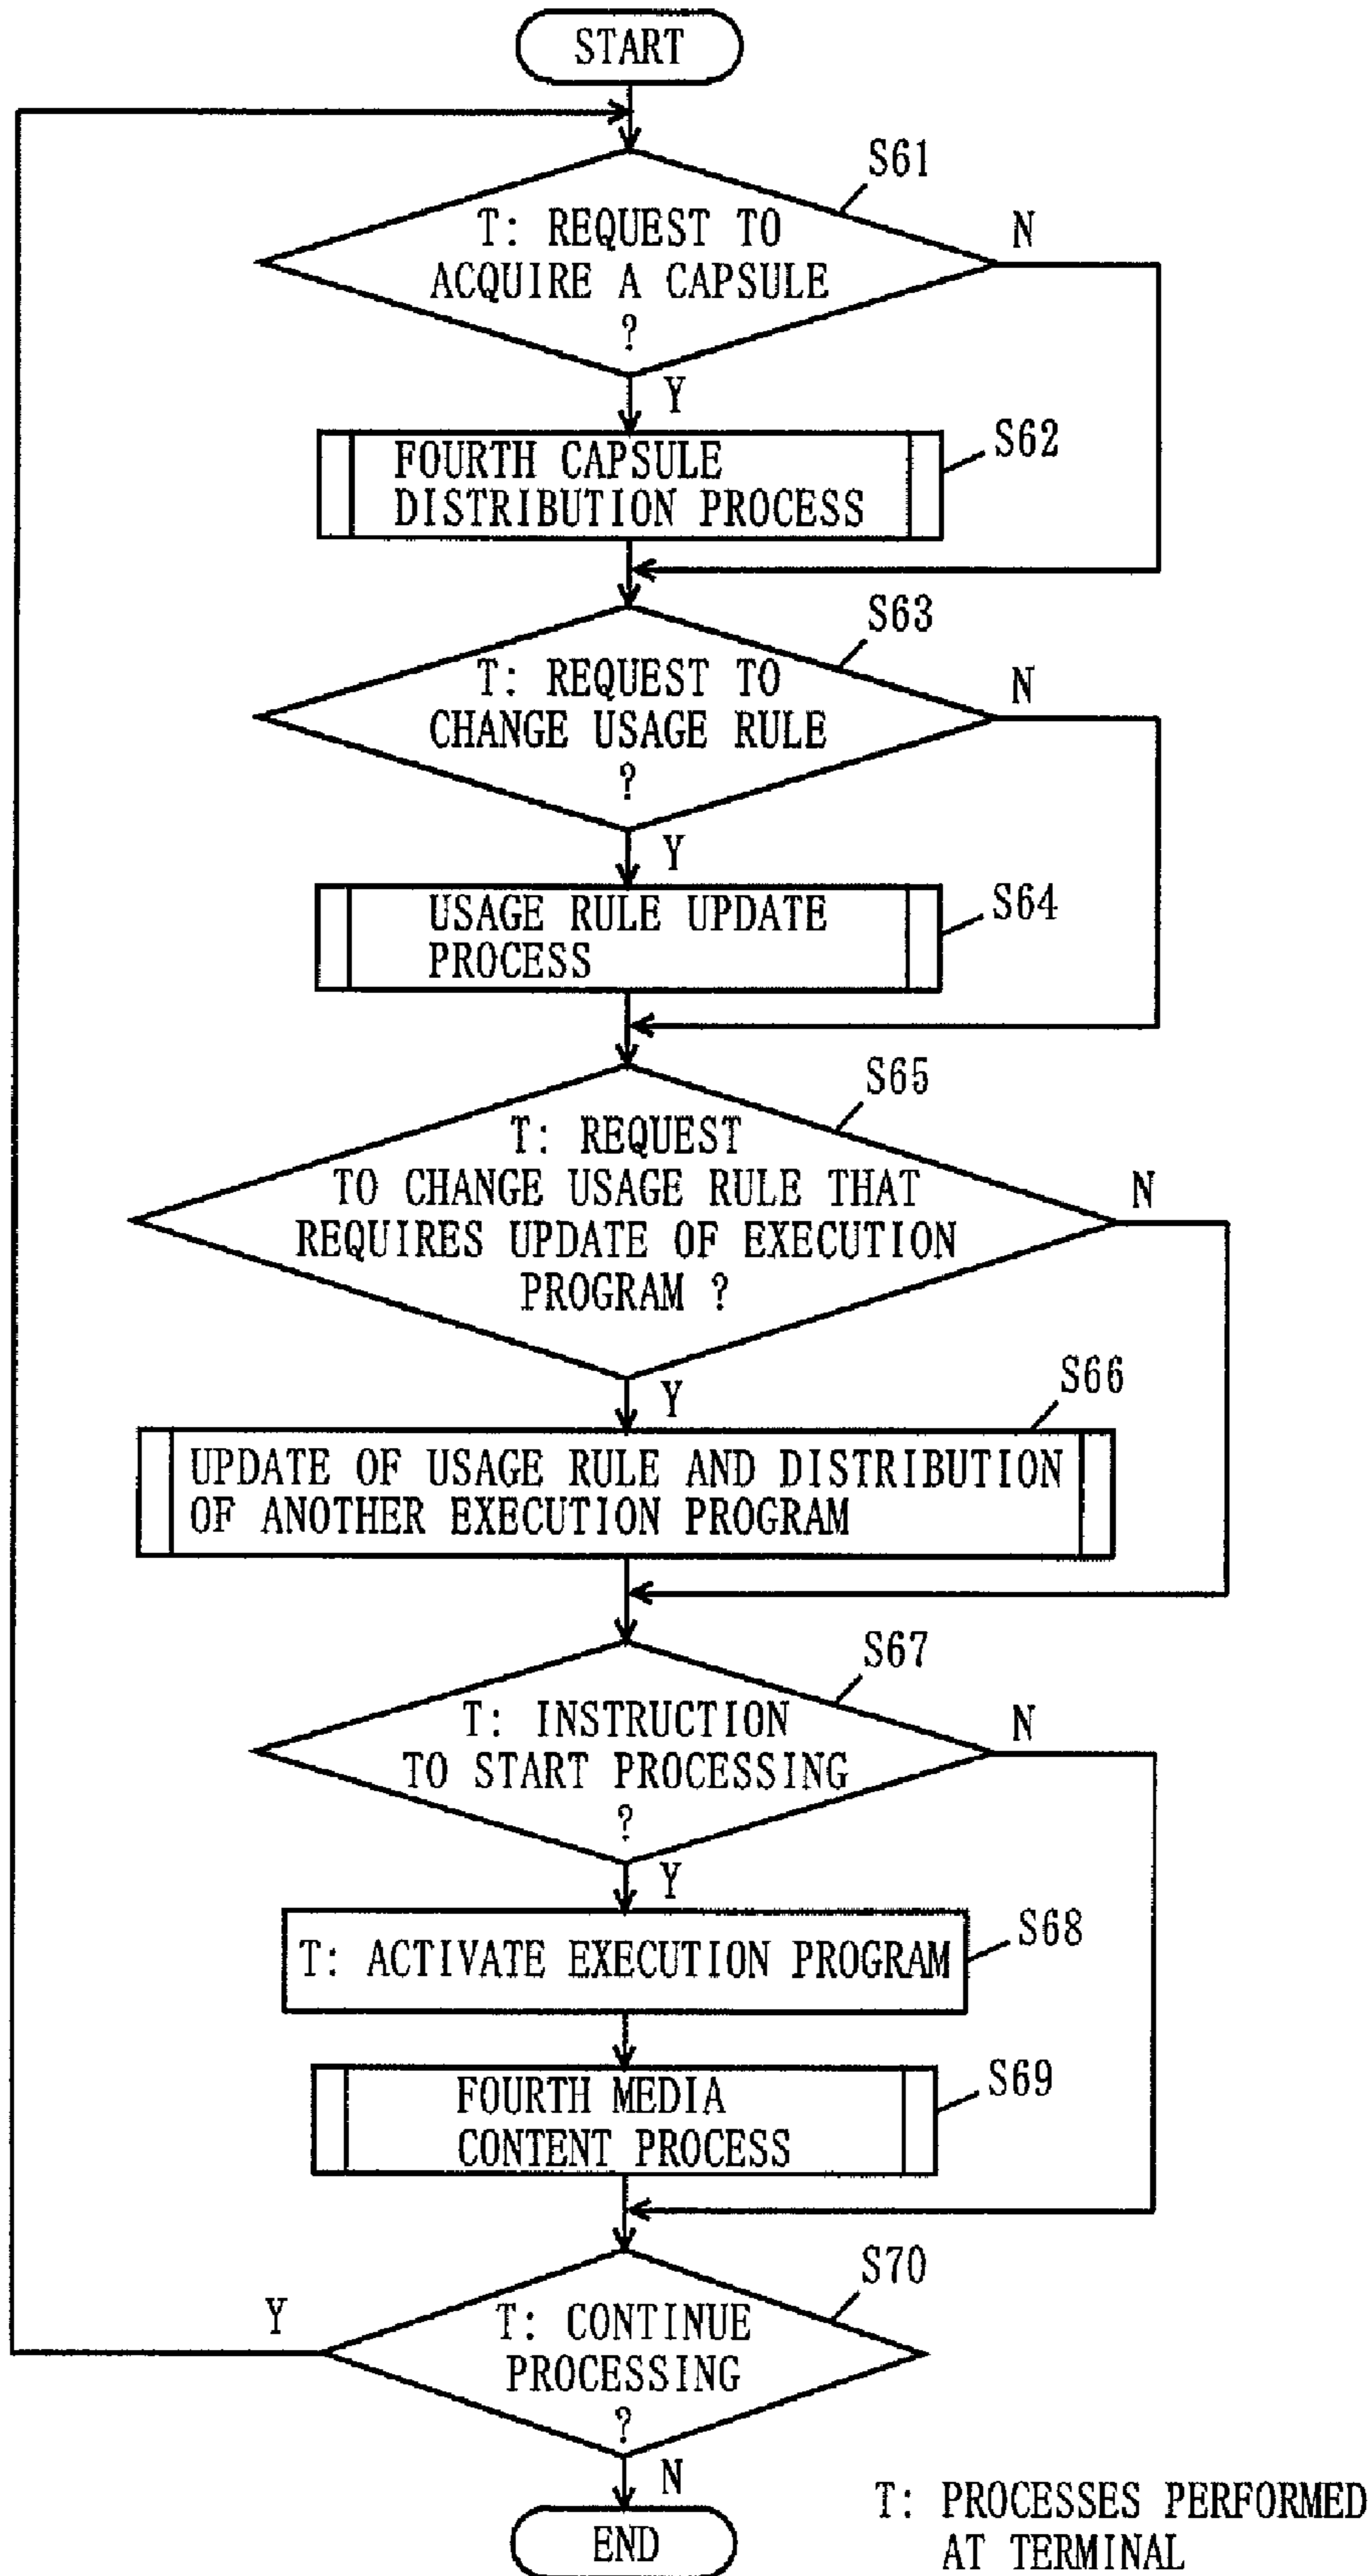 START
S61
T: REQUEST TO
ACQUIRE A CAPSULE
?
N
Y
S62
FOURTH CAPSULE
DISTRIBUTION PROCESS
S63
T: REQUEST TO
CHANGE USAGE RULE
?
N
Y
S64
USAGE RULE UPDATE
PROCESS
S65
T: REQUEST
TO CHANGE USAGE RULE THAT
REQUIRES UPDATE OF EXECUTION
PROGRAM ?
N
Y
S66
UPDATE OF USAGE RULE AND DISTRIBUTION
OF ANOTHER EXECUTION PROGRAM
S67
T: INSTRUCTION
TO START PROCESSING
?
N
Y
S68
T: ACTIVATE EXECUTION PROGRAM
S69
FOURTH MEDIA
CONTENT PROCESS
S70
T: CONTINUE
PROCESSING
?
Y
N
END
T: PROCESSES PERFORMED
AT TERMINAL